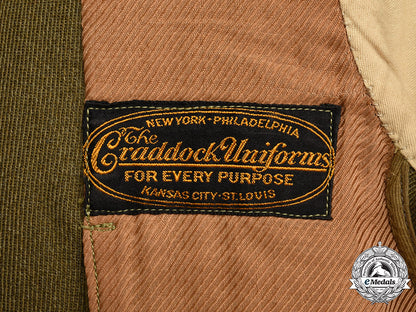 NEW YORK · PHILADELPHIA
The
Craddock Uniforms
FOR EVERY PURPOSE
KANSAS CITY · ST. LOUIS
eMedals